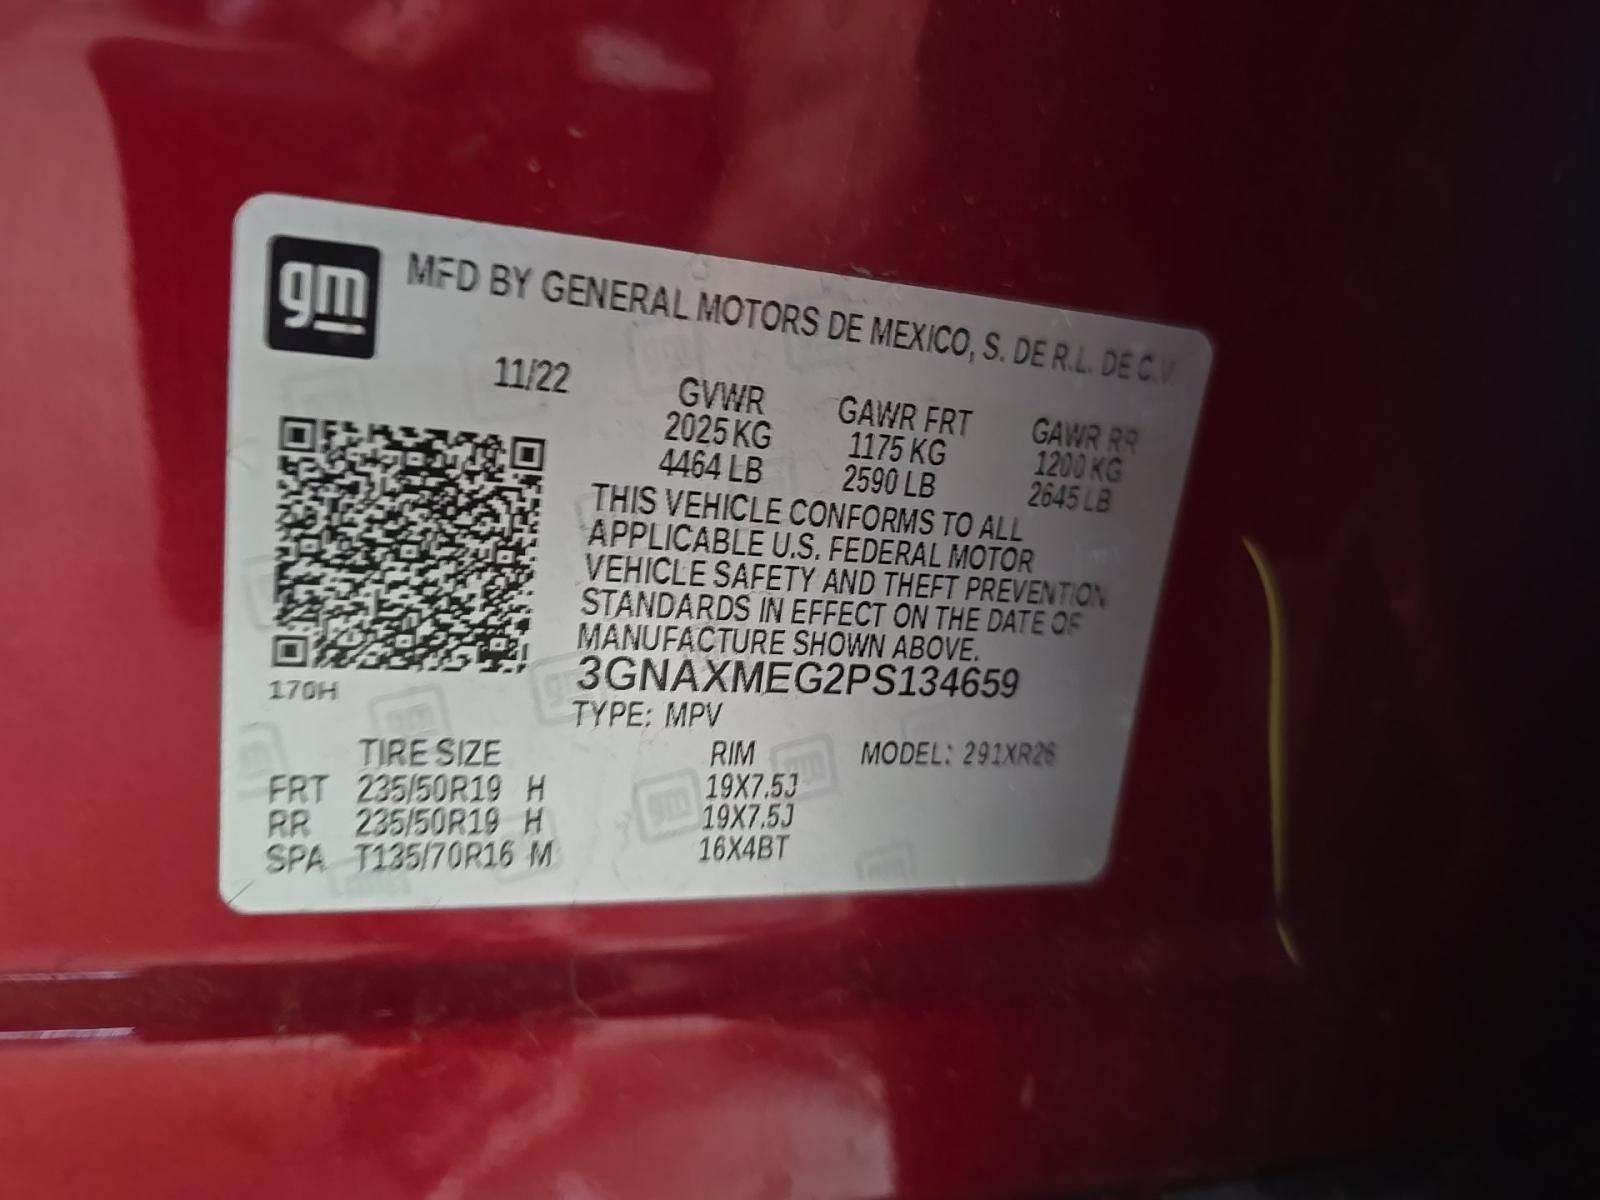 gm
MFD BY GENERAL MOTORS DE MEXICO, S. DE R.L. DE C.V.
11/22
GVWR GAWR FRT GAWR RR
2025 KG 1175 KG 1200 KG
4464 LB 2590 LB 2645 LB
THIS VEHICLE CONFORMS TO ALL
APPLICABLE U.S. FEDERAL MOTOR
VEHICLE SAFETY AND THEFT PREVENTION
STANDARDS IN EFFECT ON THE DATE OF
MANUFACTURE SHOWN ABOVE.
3GNAXMEG2PS134659
170H
TYPE: MPV
TIRE SIZE RIM MODEL: 291XR26
FRT 235/50R19 H 19X7.5J
RR 235/50R19 H 19X7.5J
SPA T135/70R16 M 16X4BT